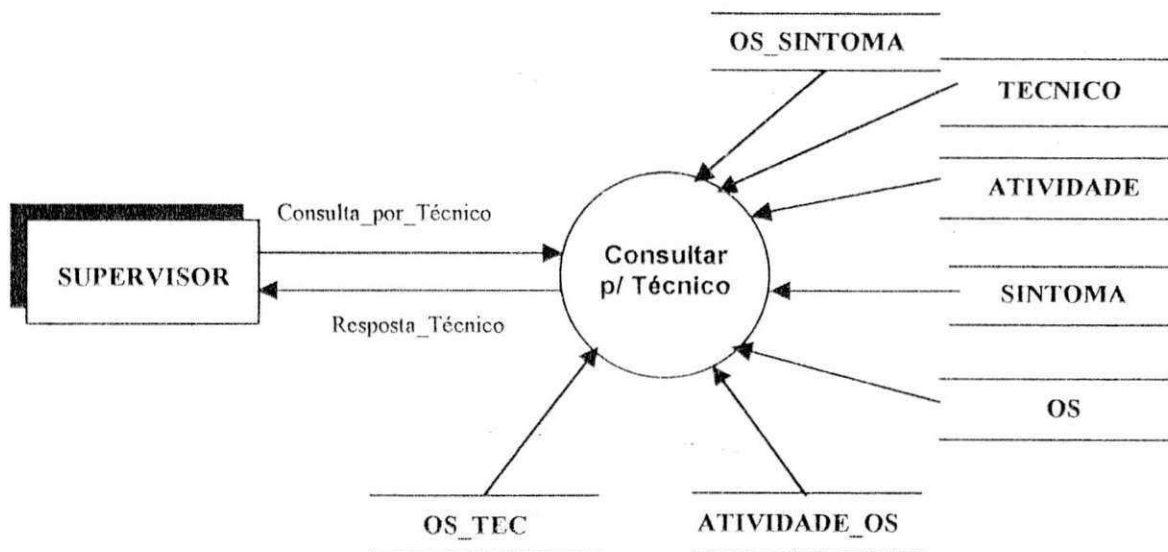 OS_SINTOMA
TECNICO
ATIVIDADE
Consulta_por_Técnico
SUPERVISOR
Consultar
p/ Técnico
SINTOMA
Resposta_Técnico
OS
OS_TEC
ATIVIDADE_OS